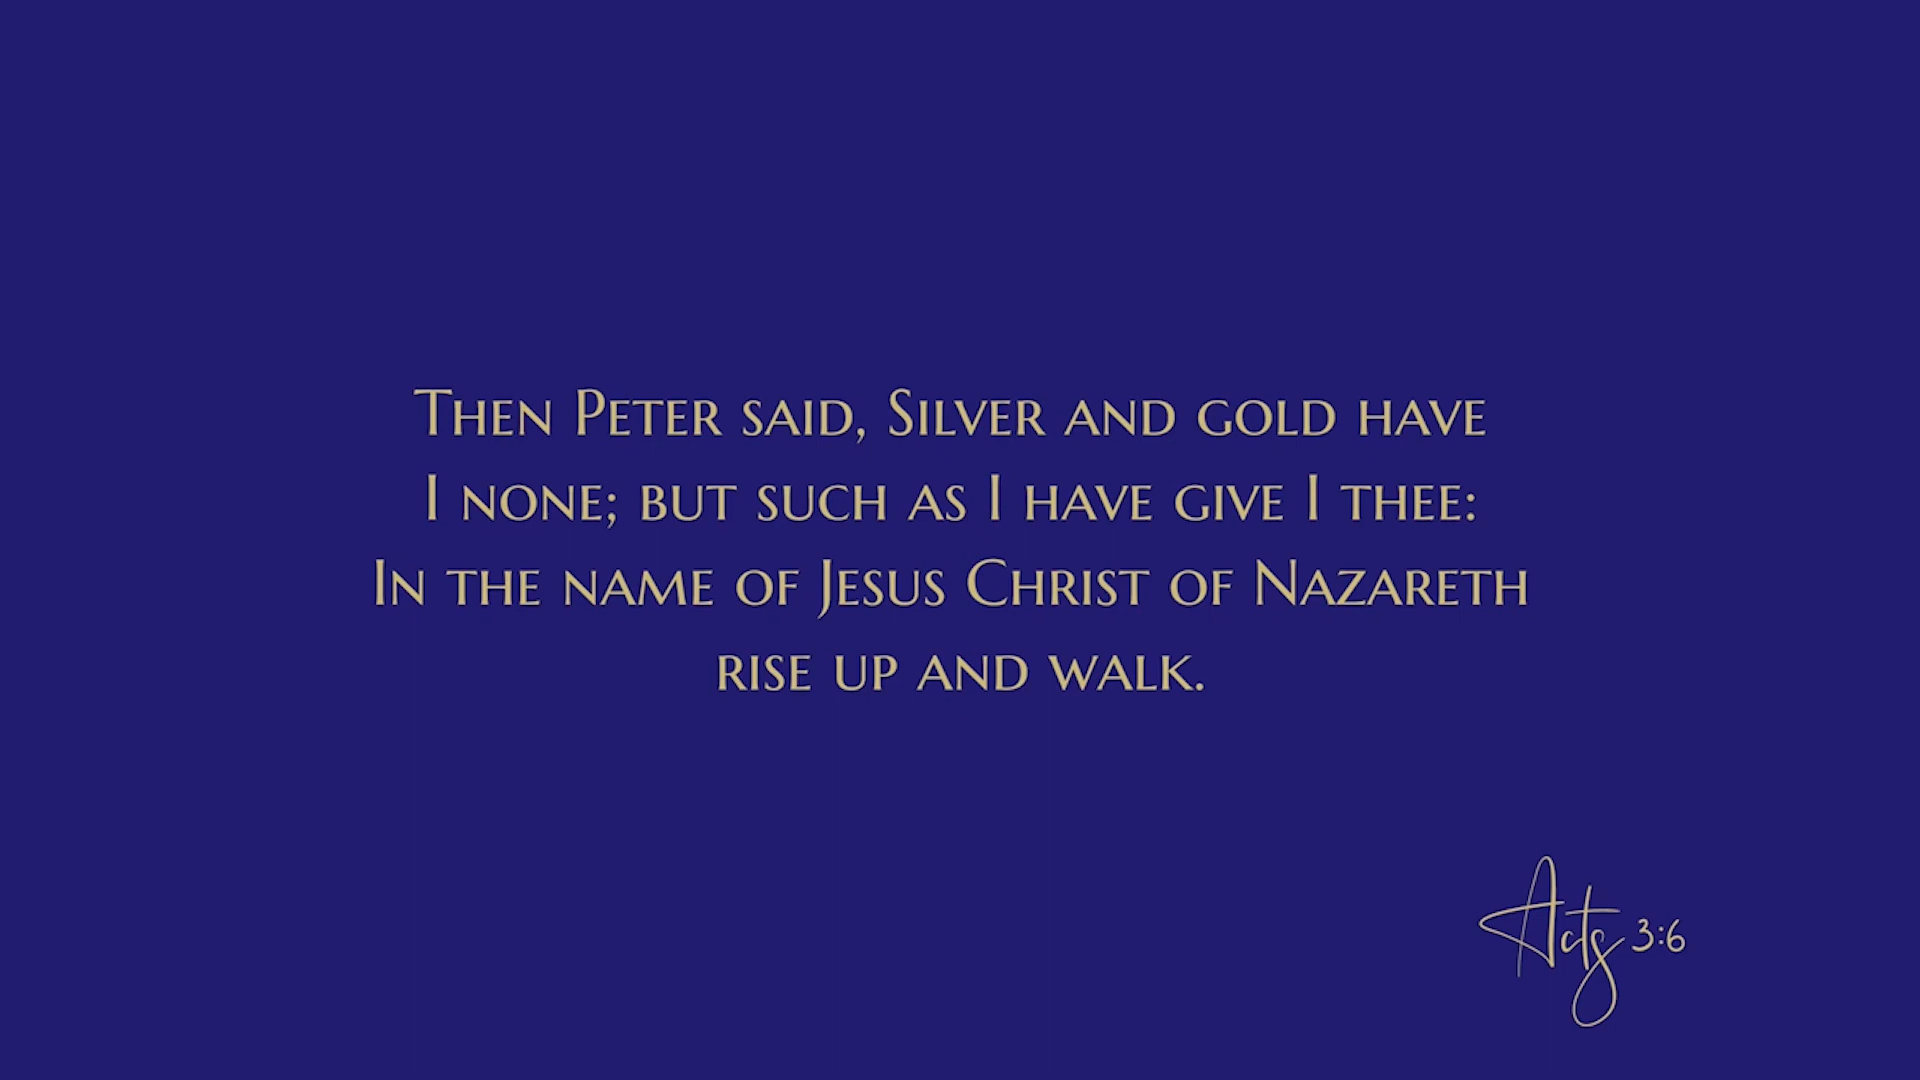 Then Peter said, Silver and gold have
I none; but such as I have give I thee:
In the name of Jesus Christ of Nazareth
rise up and walk.
Acts 3:6